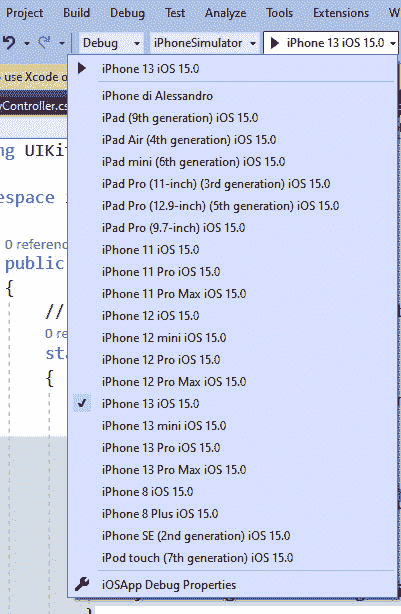 Project Build Debug Test Analyze Tools Extensions W
Debug iPhoneSimulator iPhone 13 iOS 15.0
iPhone 13 iOS 15.0
use Xcode o
iPhone di Alessandro
yController.cs
iPad (9th generation) iOS 15.0
iPad Air (4th generation) iOS 15.0
ng UIKi
iPad mini (6th generation) iOS 15.0
iPad Pro (11-inch) (3rd generation) iOS 15.0
espace i
iPad Pro (12.9-inch) (5th generation) iOS 15.0
iPad Pro (9.7-inch) iOS 15.0
0 referenc
iPhone 11 iOS 15.0
public
iPhone 11 Pro iOS 15.0
{
iPhone 11 Pro Max iOS 15.0
//
iPhone 12 iOS 15.0
0 re
iPhone 12 mini iOS 15.0
sta
iPhone 12 Pro iOS 15.0
{
iPhone 12 Pro Max iOS 15.0
iPhone 13 iOS 15.0
iPhone 13 mini iOS 15.0
iPhone 13 Pro iOS 15.0
iPhone 13 Pro Max iOS 15.0
iPhone 8 iOS 15.0
iPhone 8 Plus iOS 15.0
iPhone SE (2nd generation) iOS 15.0
iPod touch (7th generation) iOS 15.0
iOSApp Debug Properties
}